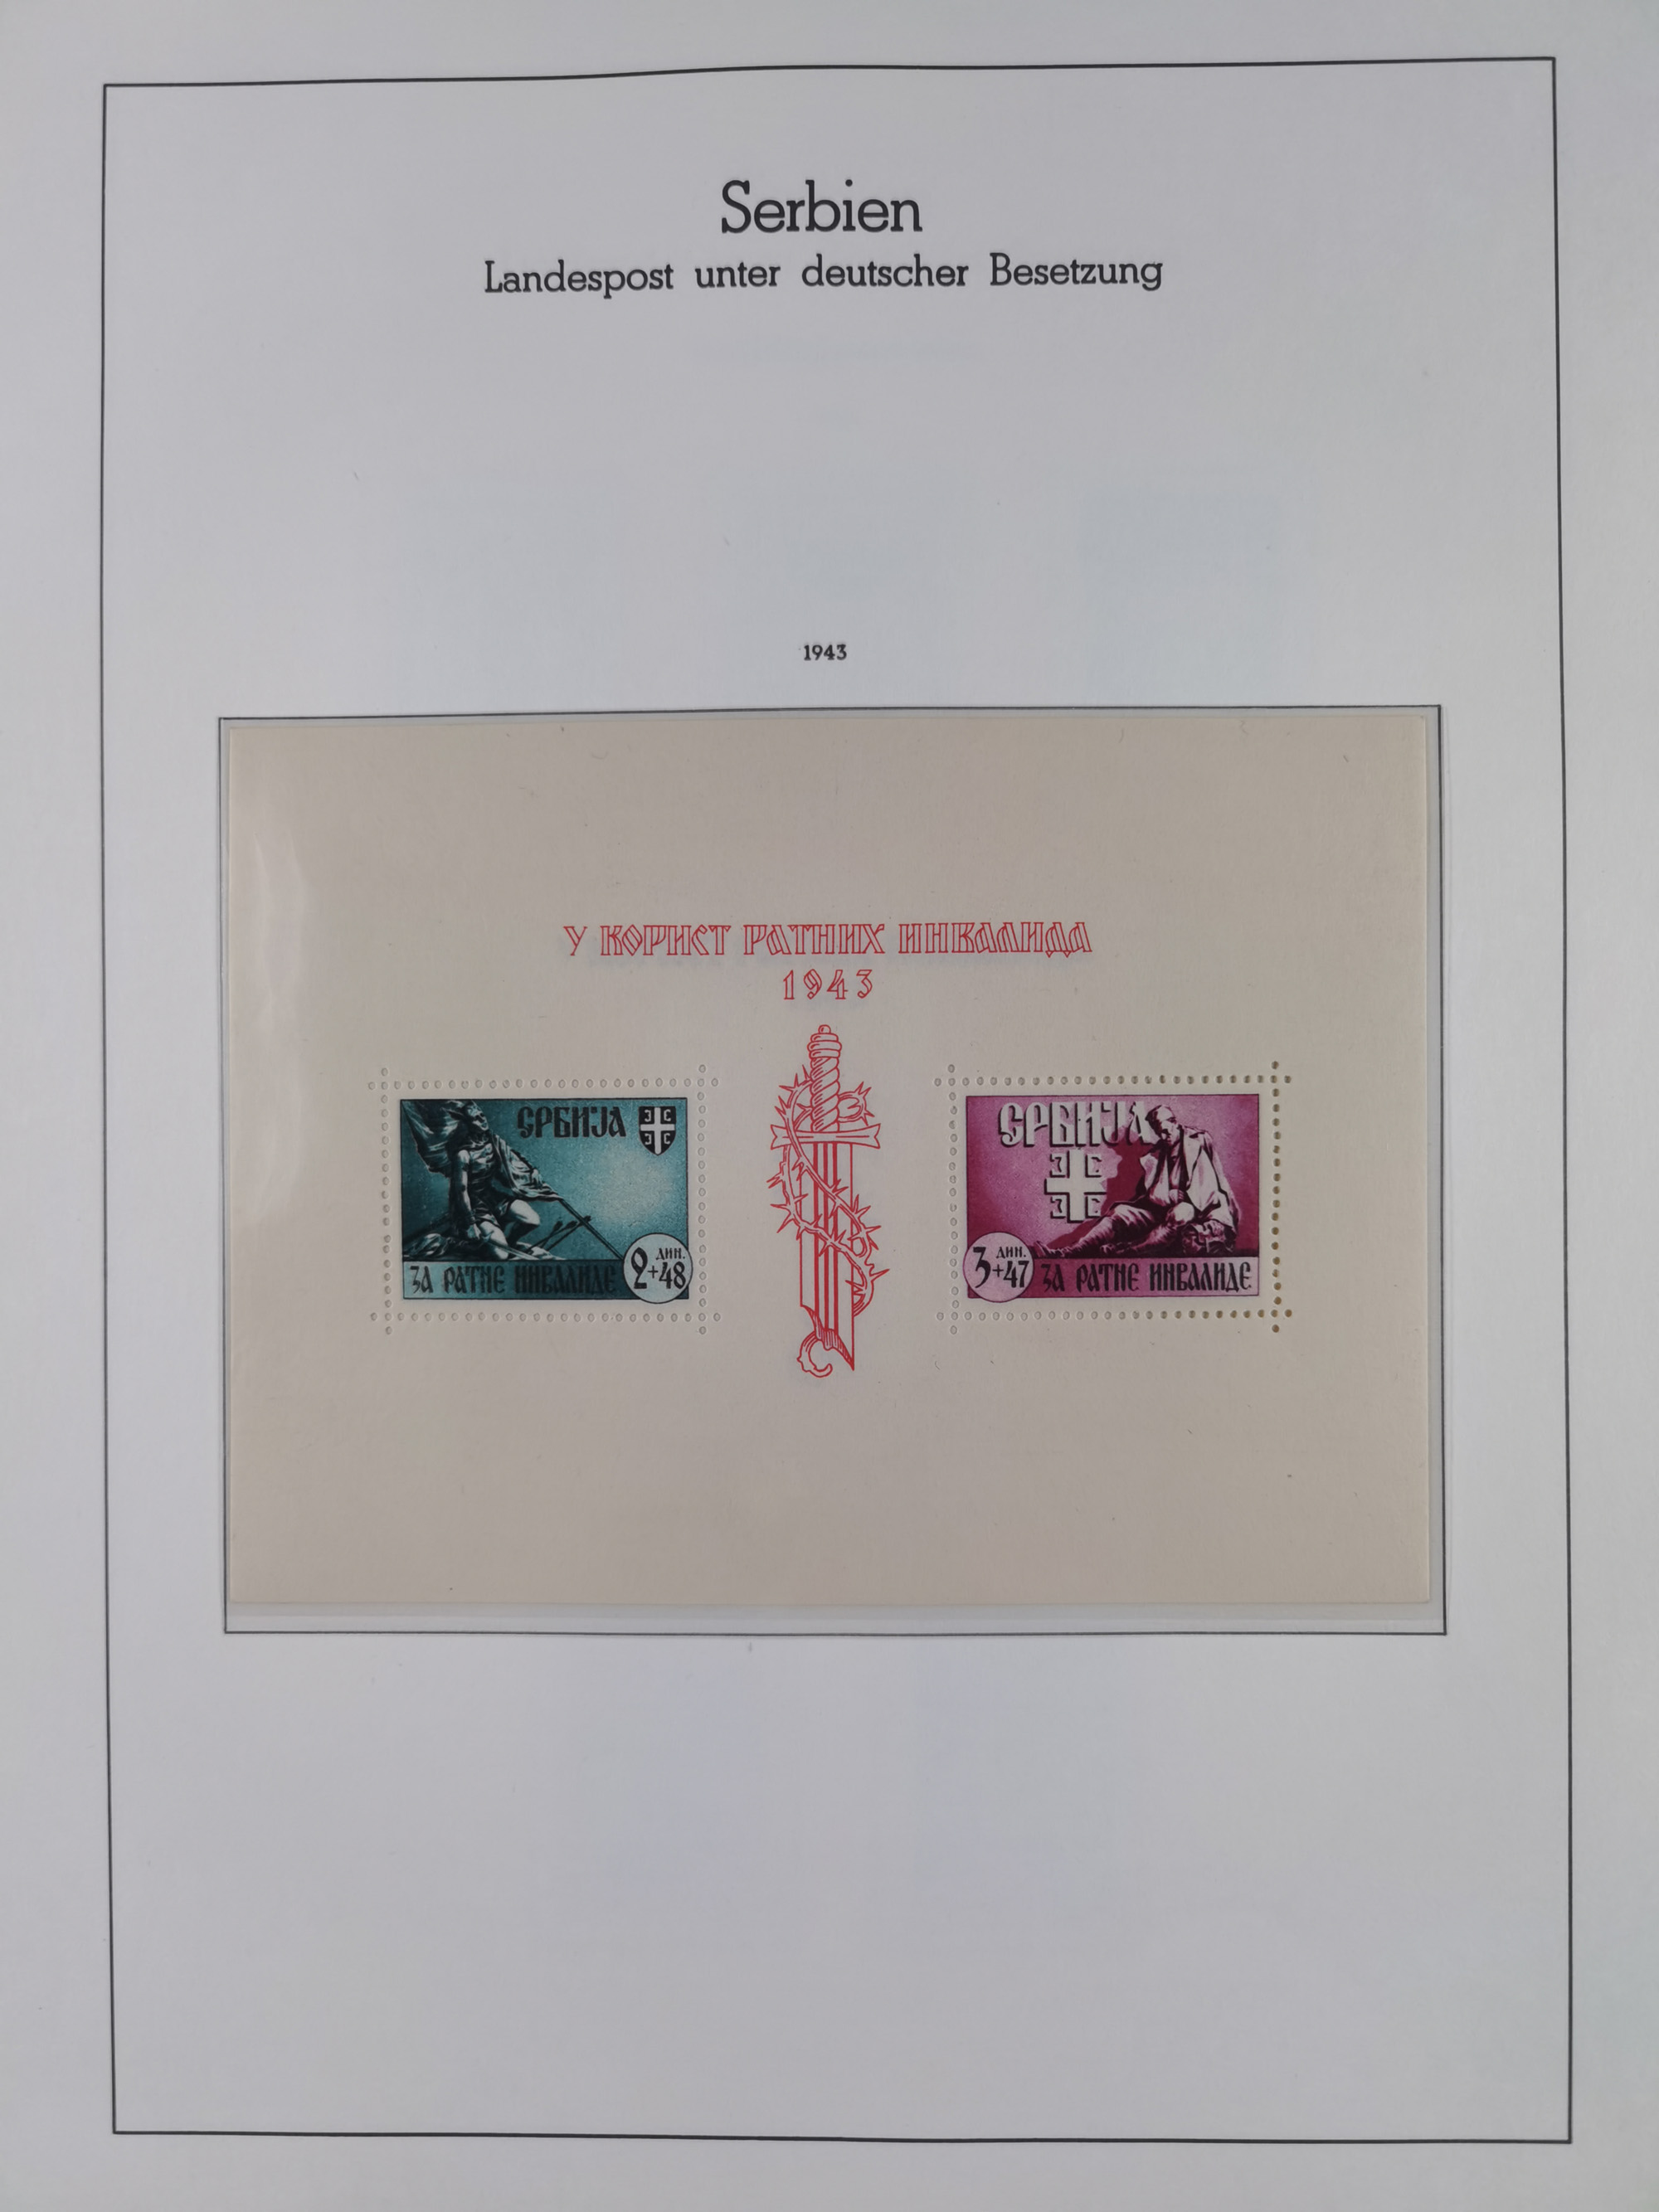 Serbien
Landespost unter deutscher Besetzung
1943
У КОРИСТ РАТНИХ ИНВАЛИДА
1943
СРБИЈА
ЗА РАТНЕ ИНВАЛИДЕ
ДИН.
2+48
СРБИЈА
ДИН.
3+47
ЗА РАТНЕ ИНВАЛИДЕ